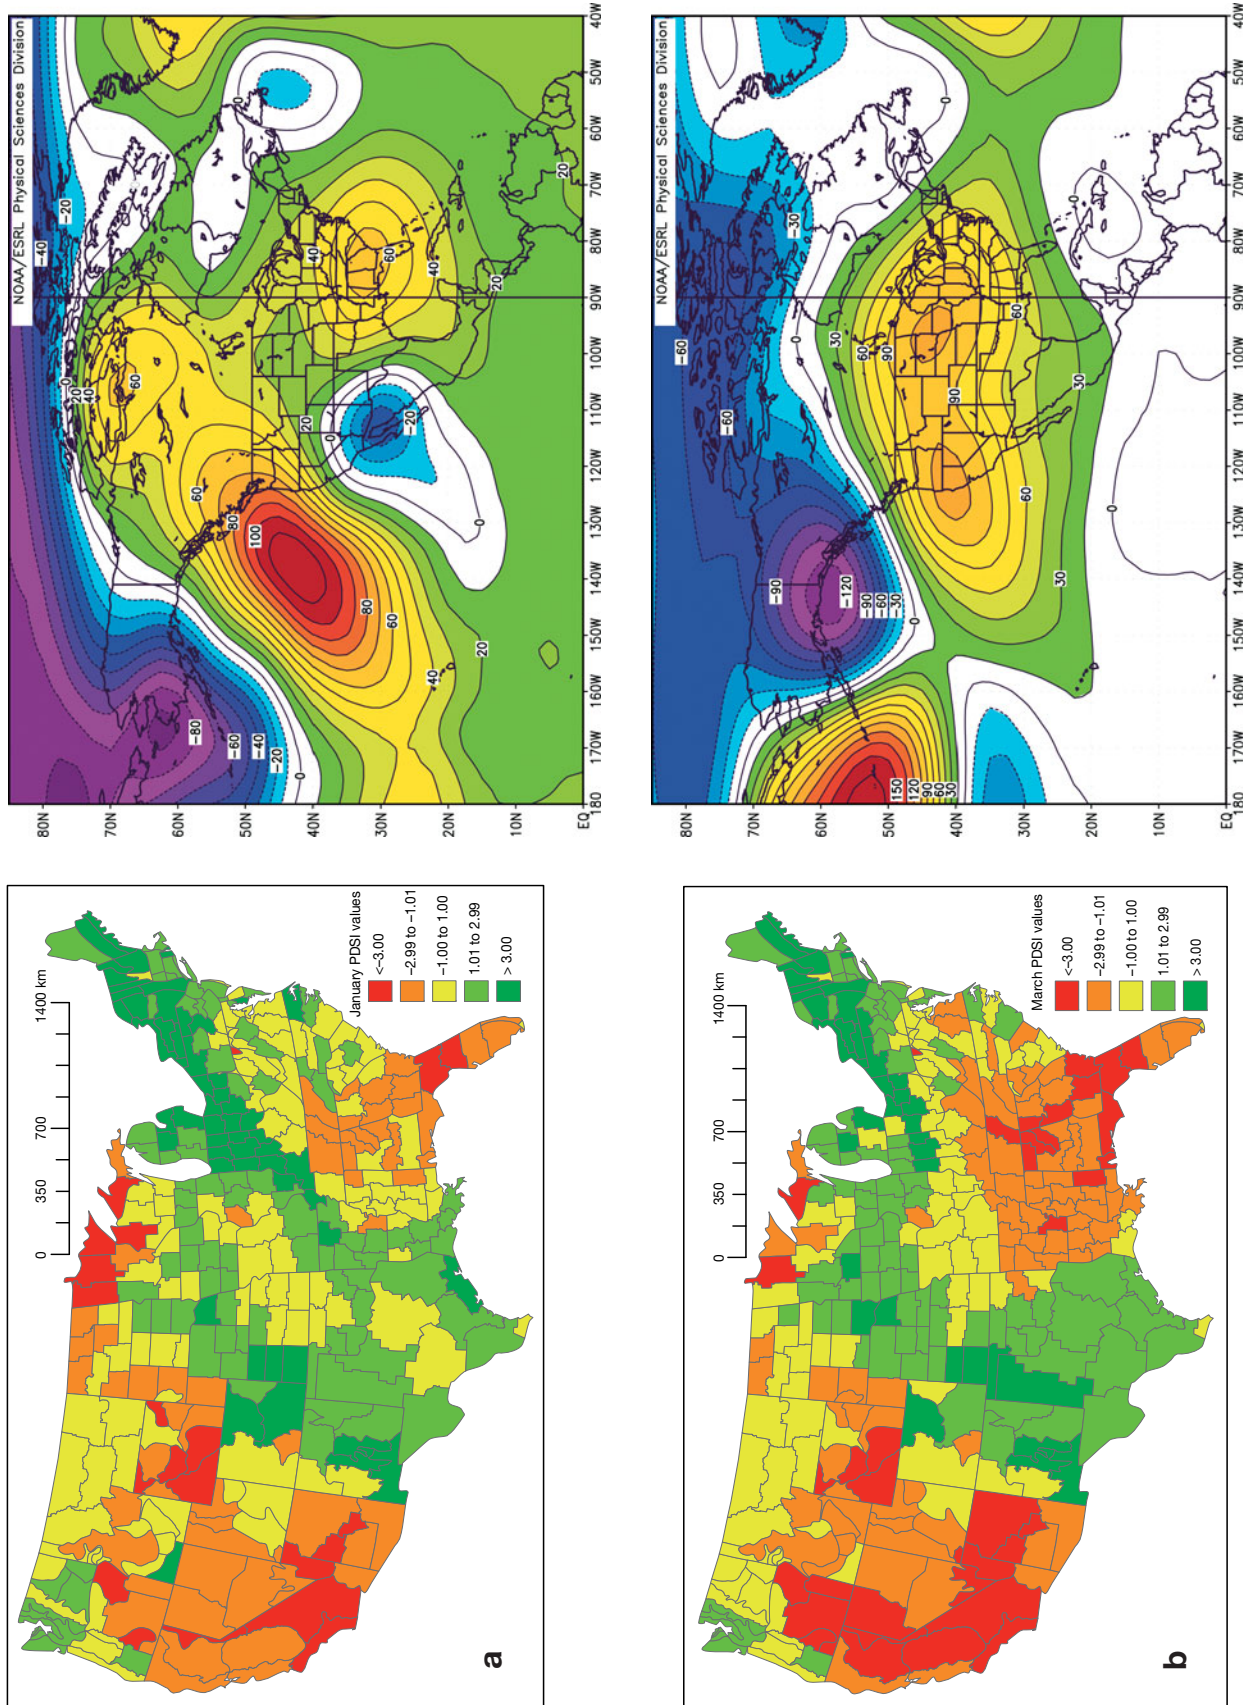 0 350 700 1400 km
January PDSI values
<–3.00
–2.99 to –1.01
–1.00 to 1.00
1.01 to 2.99
> 3.00
a
NOAA/ESRL Physical Sciences Division
80N
70N
60N
50N
40N
30N
20N
10N
EQ
-40
-20
0
20
40
60
-80
-60
-40
-20
0
60
80
100
80
60
40
20
20
0
-20
0
40
60
40
20
20
0
180 170W 160W 150W 140W 130W 120W 110W 100W 90W 80W 70W 60W 50W 40W
0 350 700 1400 km
March PDSI values
<–3.00
–2.99 to –1.01
–1.00 to 1.00
1.01 to 2.99
> 3.00
b
NOAA/ESRL Physical Sciences Division
80N
70N
60N
50N
40N
30N
20N
10N
EQ
-60
-60
-30
-90
-120
-90
-60
-30
0
0
30
60
90
90
60
60
30
30
150
120
90
60
30
0
0
0
180 170W 160W 150W 140W 130W 120W 110W 100W 90W 80W 70W 60W 50W 40W